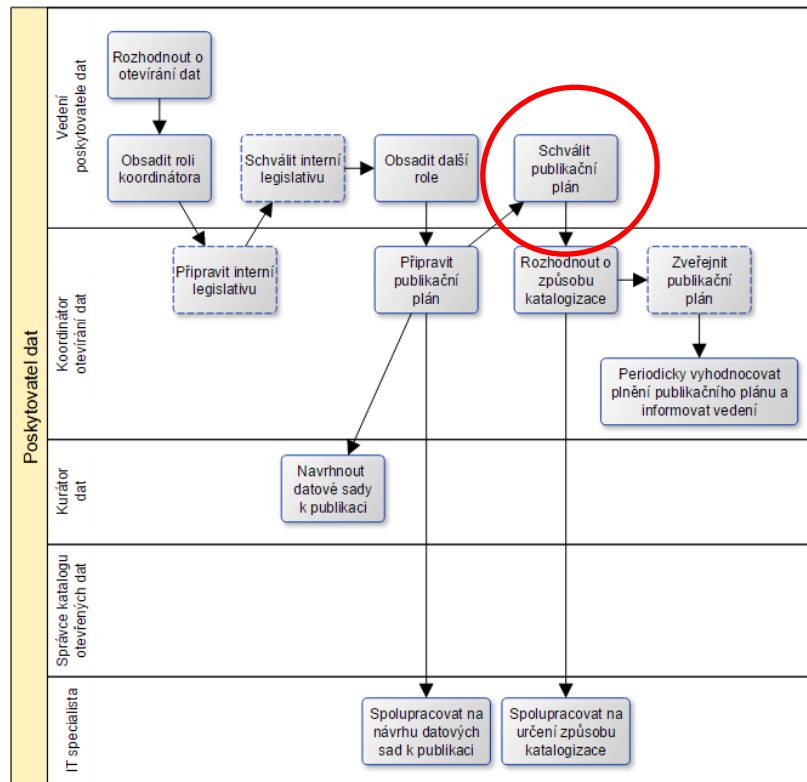 Poskytovatel dat
Vedení
poskytovatele dat
Rozhodnout o
otevírání dat
Obsadit roli
koordinátora
Schválit interní
legislativu
Obsadit další
role
Schválit
publikační
plán
Koordinátor
otevírání dat
Připravit interní
legislativu
Připravit
publikační
plán
Rozhodnout o
způsobu
katalogizace
Zveřejnit
publikační
plán
Periodicky vyhodnocovat
plnění publikačního plánu a
informovat vedení
Kurátor
dat
Navrhnout
datové sady
k publikaci
Správce katalogu
otevřených dat
IT specialista
Spolupracovat na
návrhu datových
sad k publikaci
Spolupracovat na
určení způsobu
katalogizace